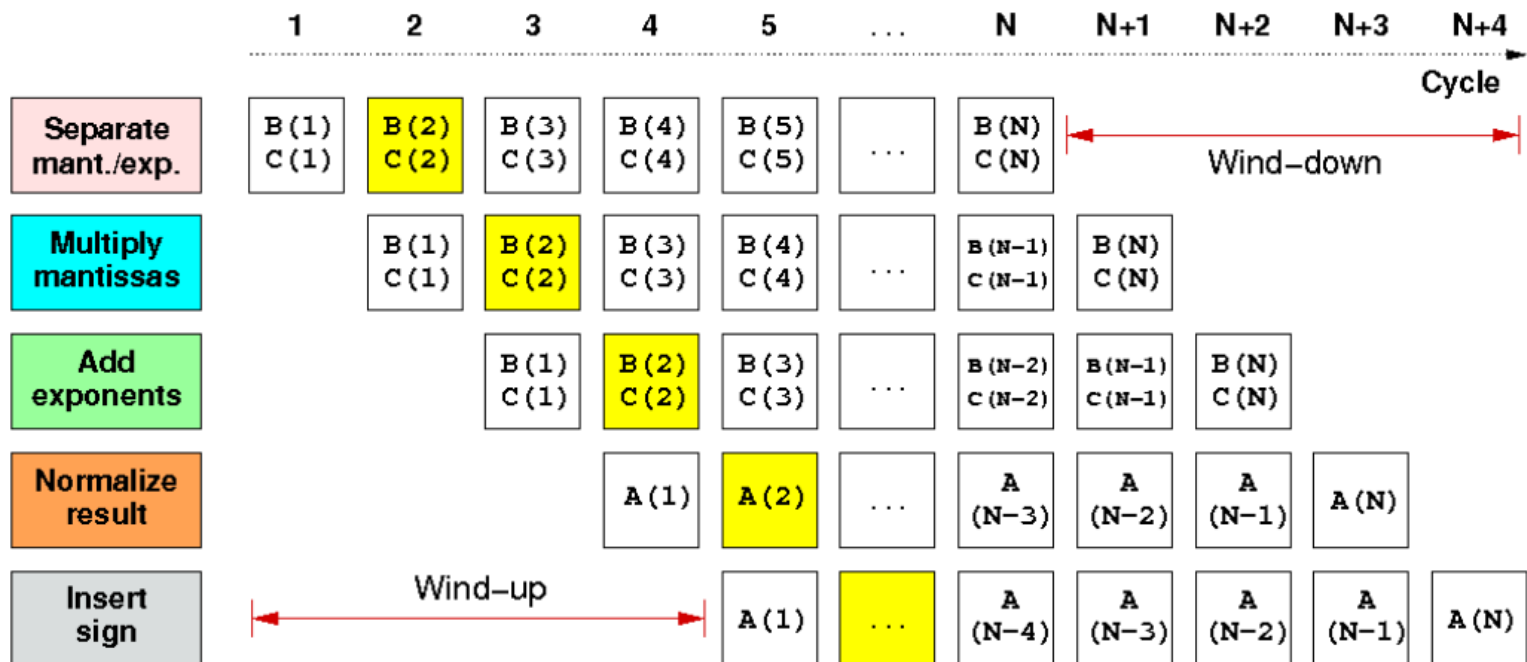 1 2 3 4 5 ... N N+1 N+2 N+3 N+4
Cycle
Separate
mant./exp.
B(1) B(2) B(3) B(4) B(5) ... B(N)
C(1) C(2) C(3) C(4) C(5) C(N)
Wind-down
Multiply
mantissas
B(1) B(2) B(3) B(4) ... B(N-1) B(N)
C(1) C(2) C(3) C(4) C(N-1) C(N)
Add
exponents
B(1) B(2) B(3) ... B(N-2) B(N-1) B(N)
C(1) C(2) C(3) C(N-2) C(N-1) C(N)
Normalize
result
A(1) A(2) ... A A A A(N)
(N-3) (N-2) (N-1)
Wind-up
Insert
sign
A(1) ... A A A A A(N)
(N-4) (N-3) (N-2) (N-1)